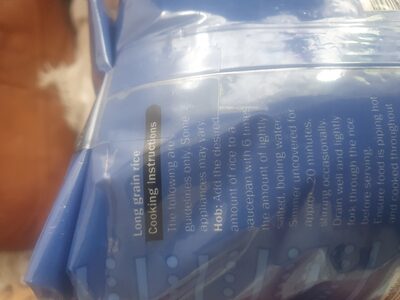 Long grain rice
Cooking Instructions
The following are
guidelines only. Some
appliances may vary.
Hob: Add the desired
amount of rice to a
saucepan with 6 times
the amount of lightly
salted, boiling water.
Simmer uncovered for
approx. 20 minutes,
stirring occasionally.
Drain well and lightly
fork through the rice
before serving.
Ensure food is piping hot
and cooked throughout